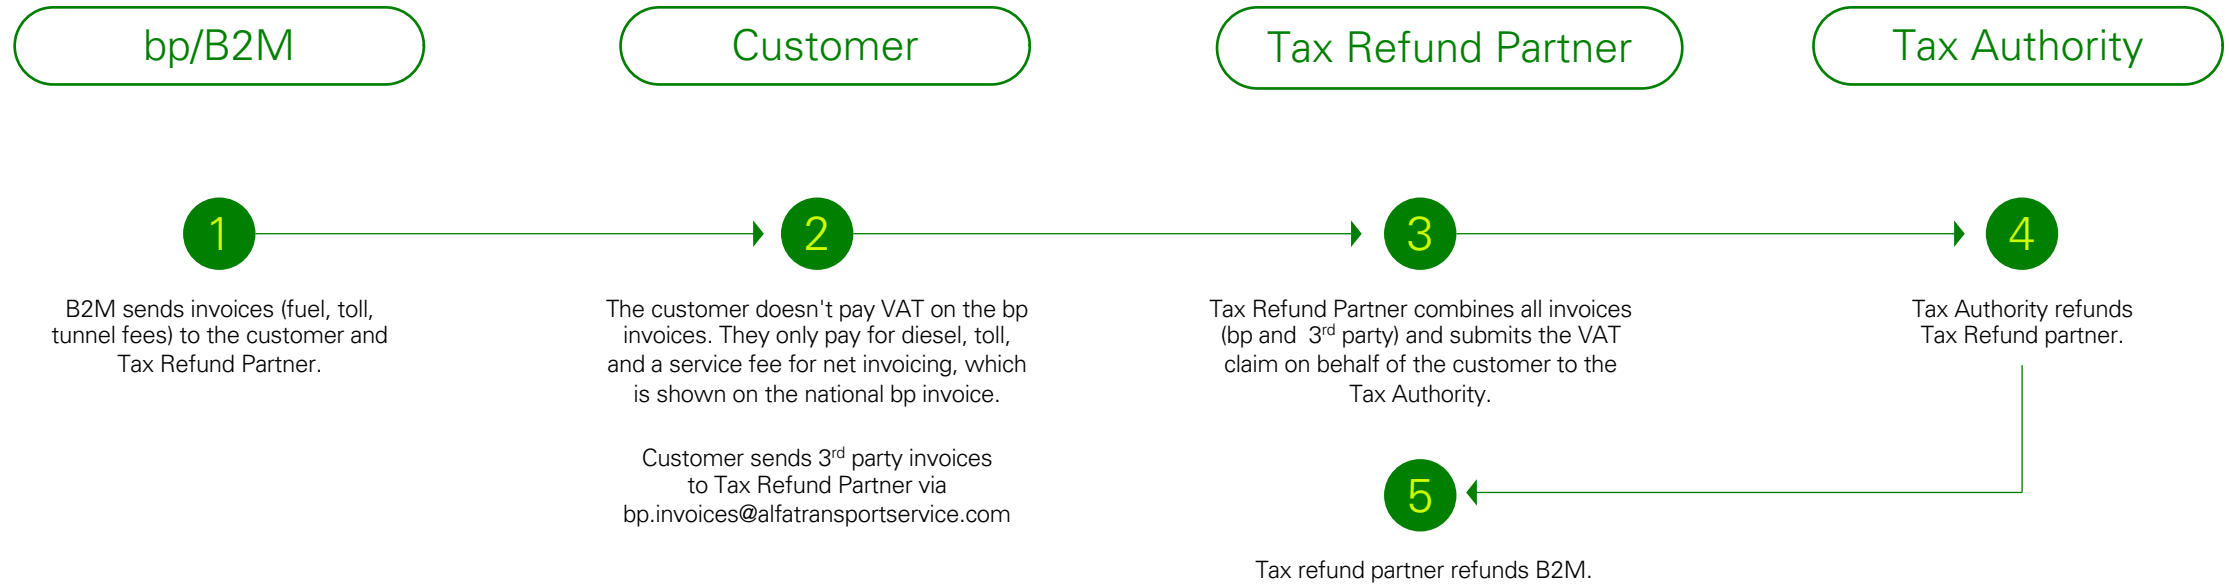 bp/B2M
Customer
Tax Refund Partner
Tax Authority
1
B2M sends invoices (fuel, toll,
tunnel fees) to the customer and
Tax Refund Partner.
2
The customer doesn't pay VAT on the bp
invoices. They only pay for diesel, toll,
and a service fee for net invoicing, which
is shown on the national bp invoice.
Customer sends 3rd party invoices
to Tax Refund Partner via
bp.invoices@alfatransportservice.com
3
Tax Refund Partner combines all invoices
(bp and 3rd party) and submits the VAT
claim on behalf of the customer to the
Tax Authority.
4
Tax Authority refunds
Tax Refund partner.
5
Tax refund partner refunds B2M.